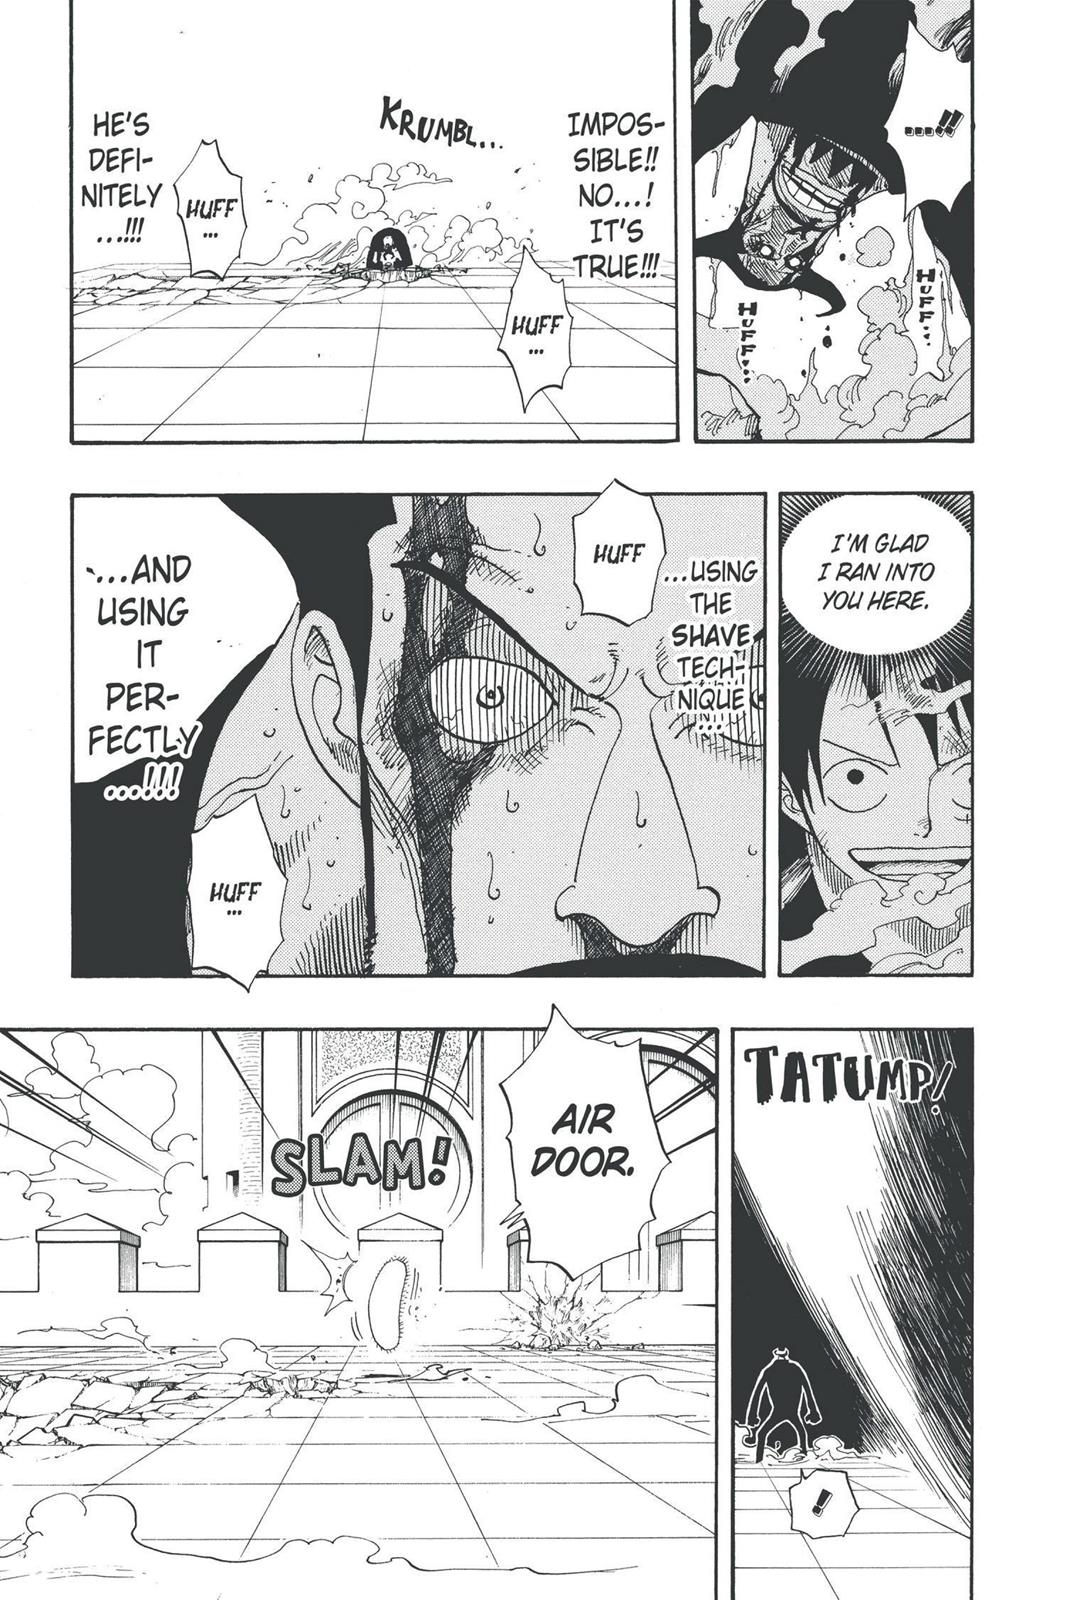 ....!!
HUFF...
HUFF...
IMPOS-
SIBLE!!
NO...!
IT'S
TRUE!!!
KRUMBL...
HUFF
...
HUFF
...
HE'S
DEFI-
NITELY
...!!!
I'M GLAD
I RAN INTO
YOU HERE.
...USING
THE
SHAVE
TECH-
NIQUE
...
HUFF
...
...AND
USING
IT
PER-
FECTLY
...!!!
HUFF
...
TATUMP!
!
AIR
DOOR.
SLAM!